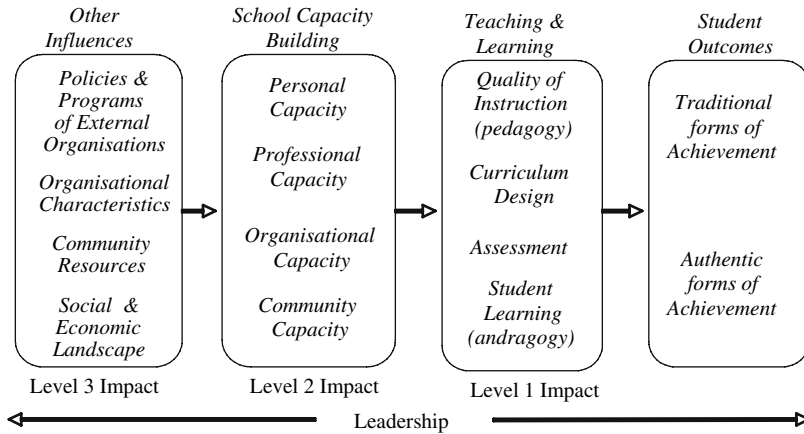 Other
Influences
Policies &
Programs
of External
Organisations
Organisational
Characteristics
Community
Resources
Social & 
Economic
Landscape
Level 3 Impact
School Capacity
Building
Personal
Capacity
Professional
Capacity
Organisational
Capacity
Community
Capacity
Level 2 Impact
Teaching &
Learning
Quality of
Instruction
(pedagogy)
Curriculum
Design
Assessment
Student
Learning
(andragogy)
Level 1 Impact
Student
Outcomes
Traditional
forms of
Achievement
Authentic
forms of
Achievement
Leadership